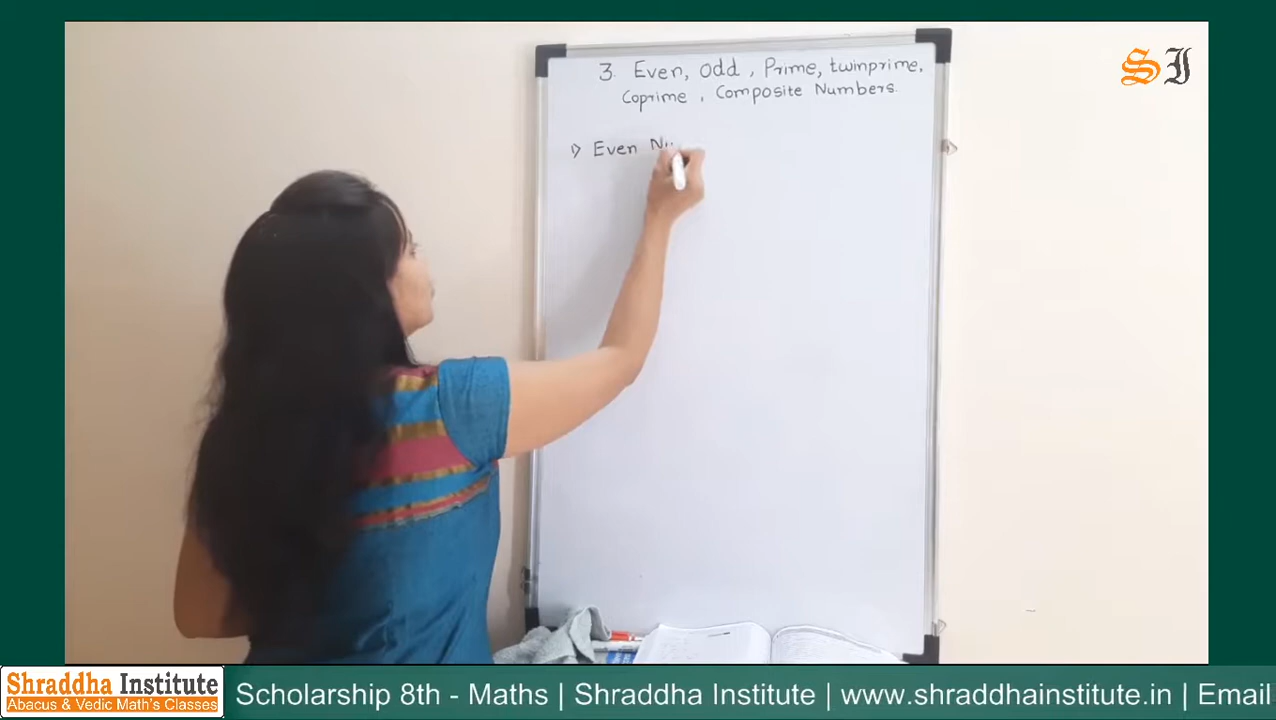 SI
3. Even, odd, Prime, twinprime,
Coprime, Composite Numbers.
1) Even
Shraddha Institute
Abacus & Vedic Math's Classes
Scholarship 8th - Maths | Shraddha Institute | www.shraddhainstitute.in | Email